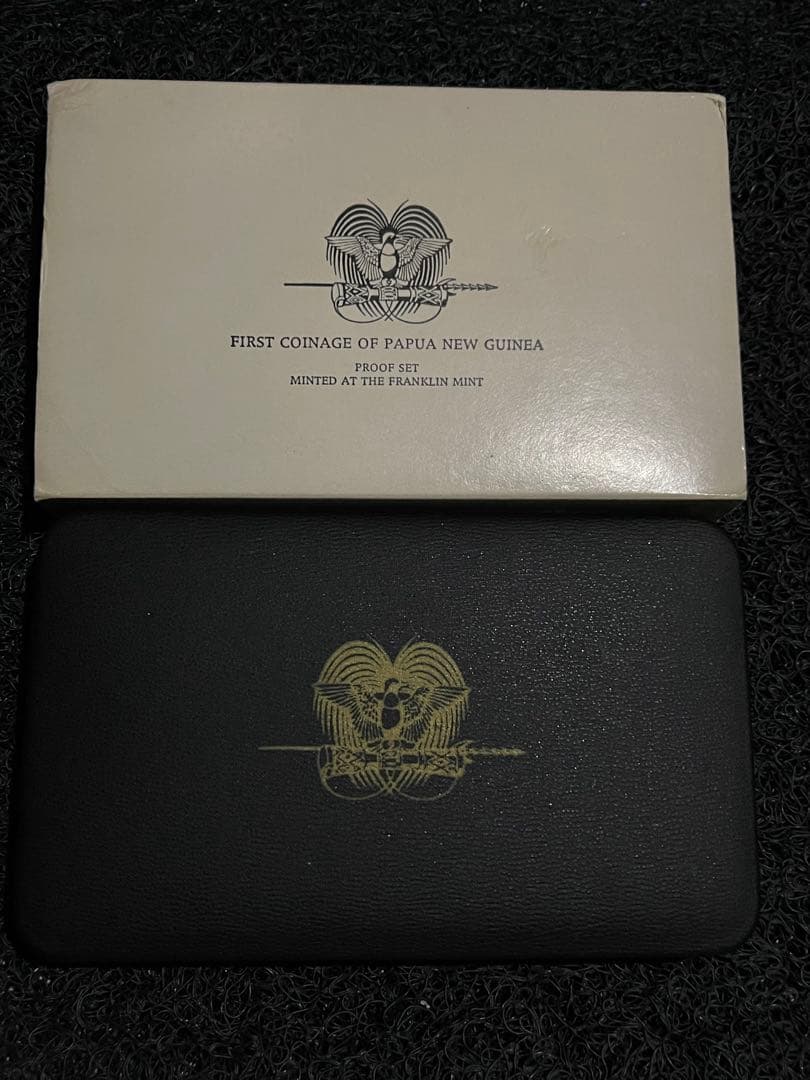 FIRST COINAGE OF PAPUA NEW GUINEA
PROOF SET
MINTED AT THE FRANKLIN MINT